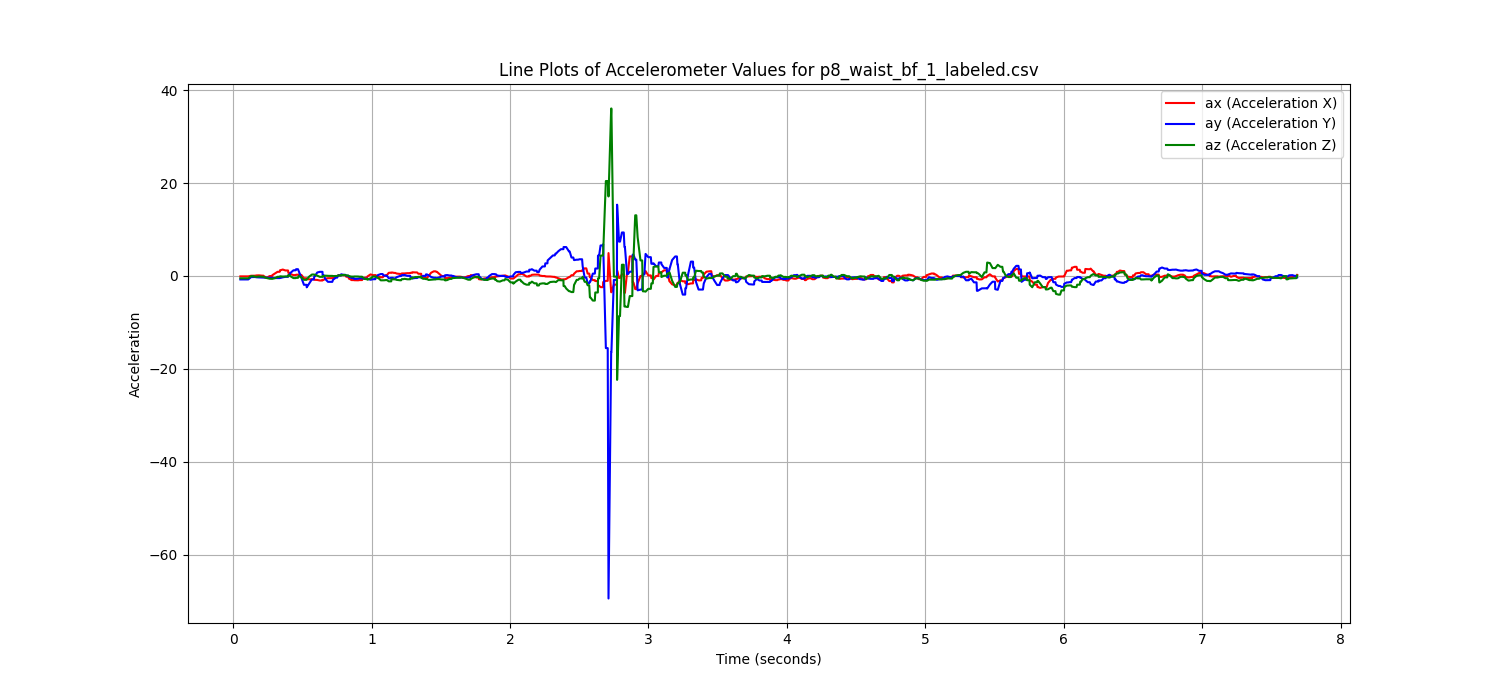 Line Plots of Accelerometer Values for p8_waist_bf_1_labeled.csv
ax (Acceleration X)
ay (Acceleration Y)
az (Acceleration Z)
Acceleration
40
20
0
−20
−40
−60
0 1 2 3 4 5 6 7 8
Time (seconds)